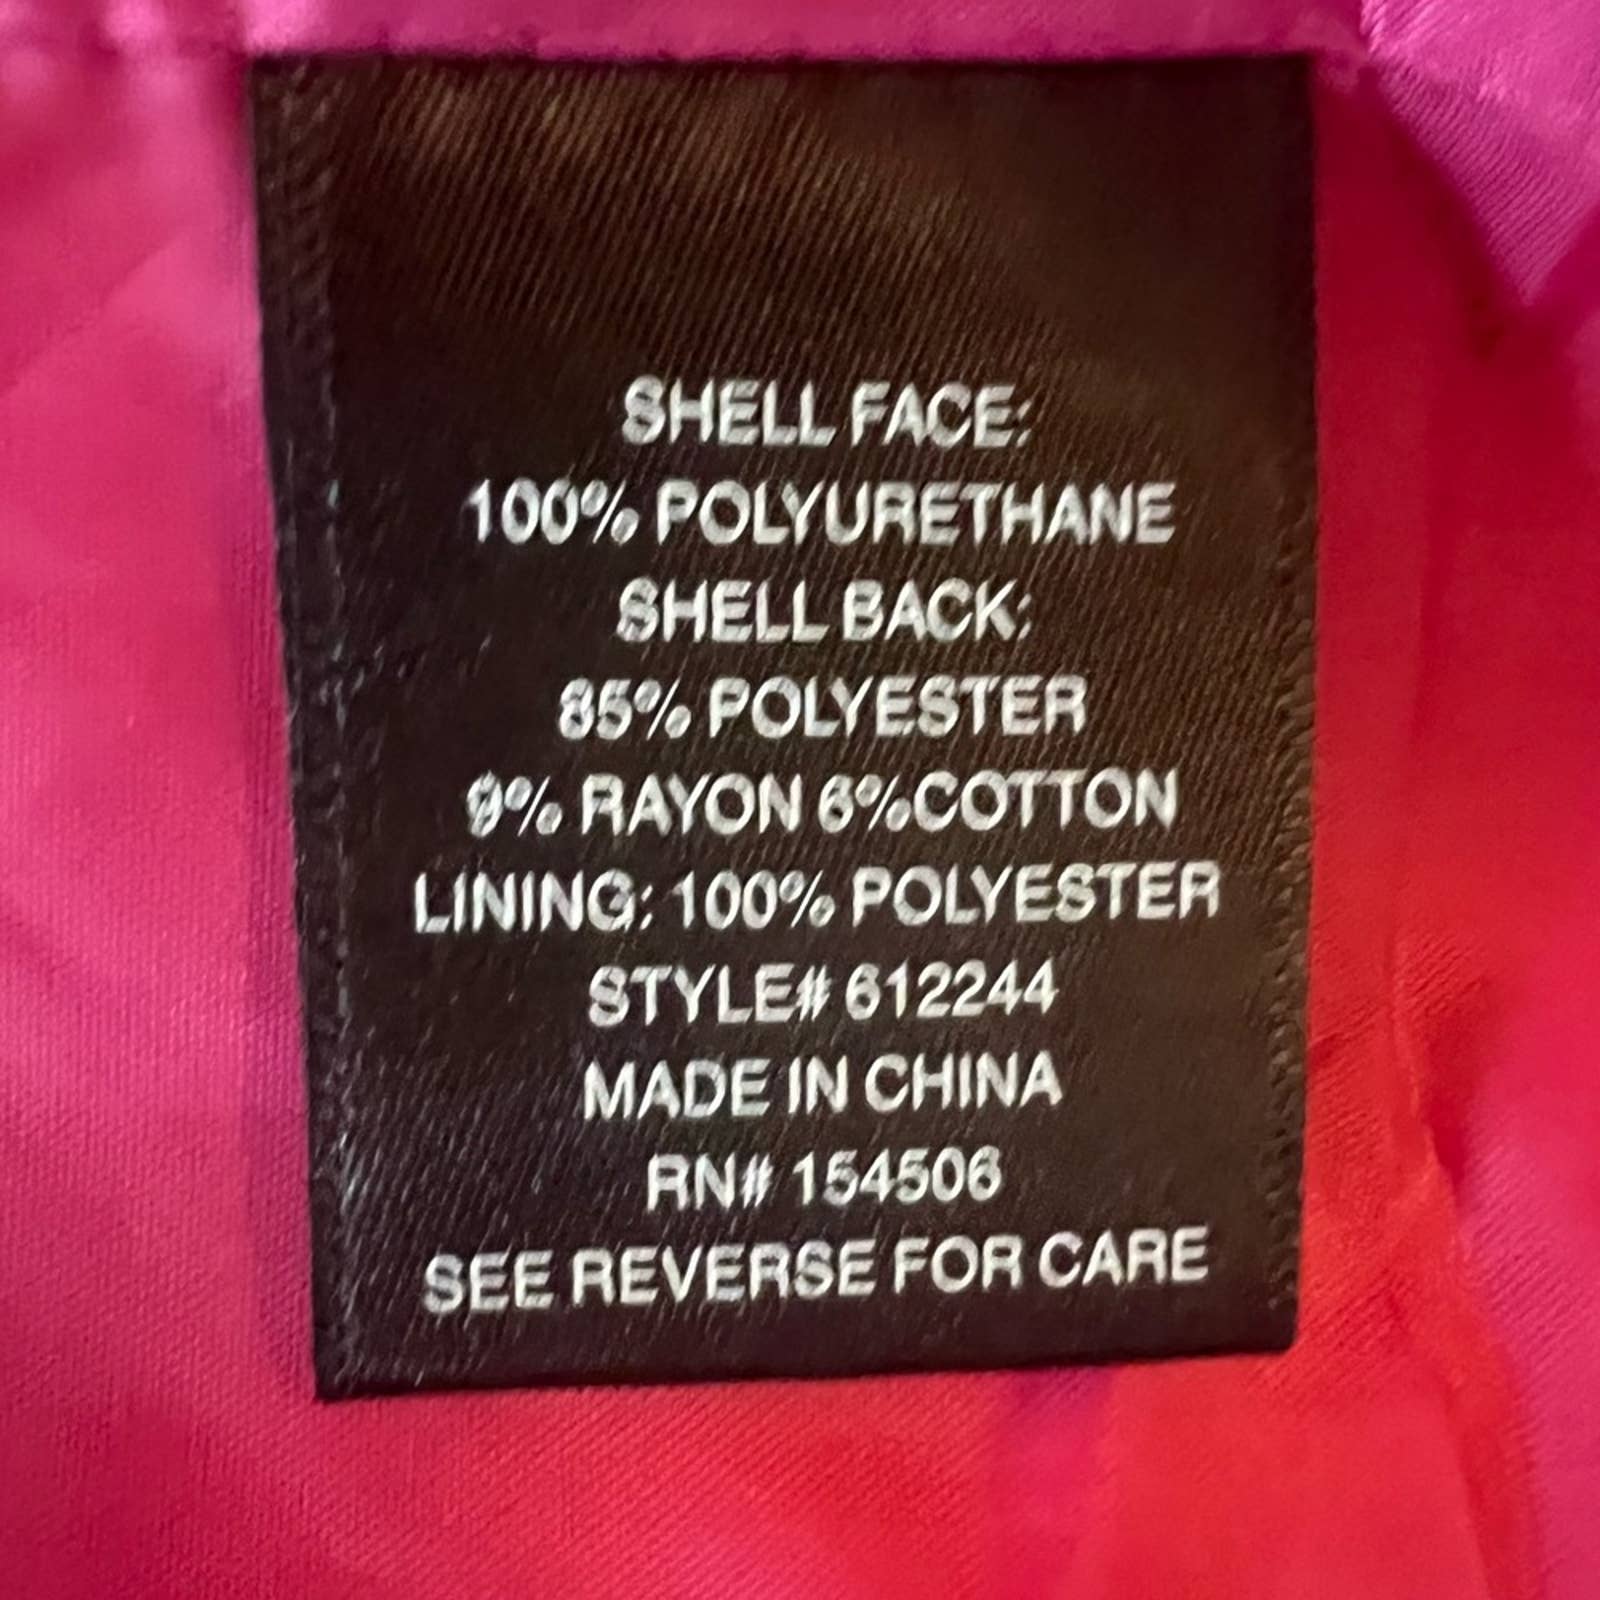 SHELL FACE:
100% POLYURETHANE
SHELL BACK:
85% POLYESTER
9% RAYON 6%COTTON
LINING: 100% POLYESTER
STYLE# 612244
MADE IN CHINA
RN# 154506
SEE REVERSE FOR CARE